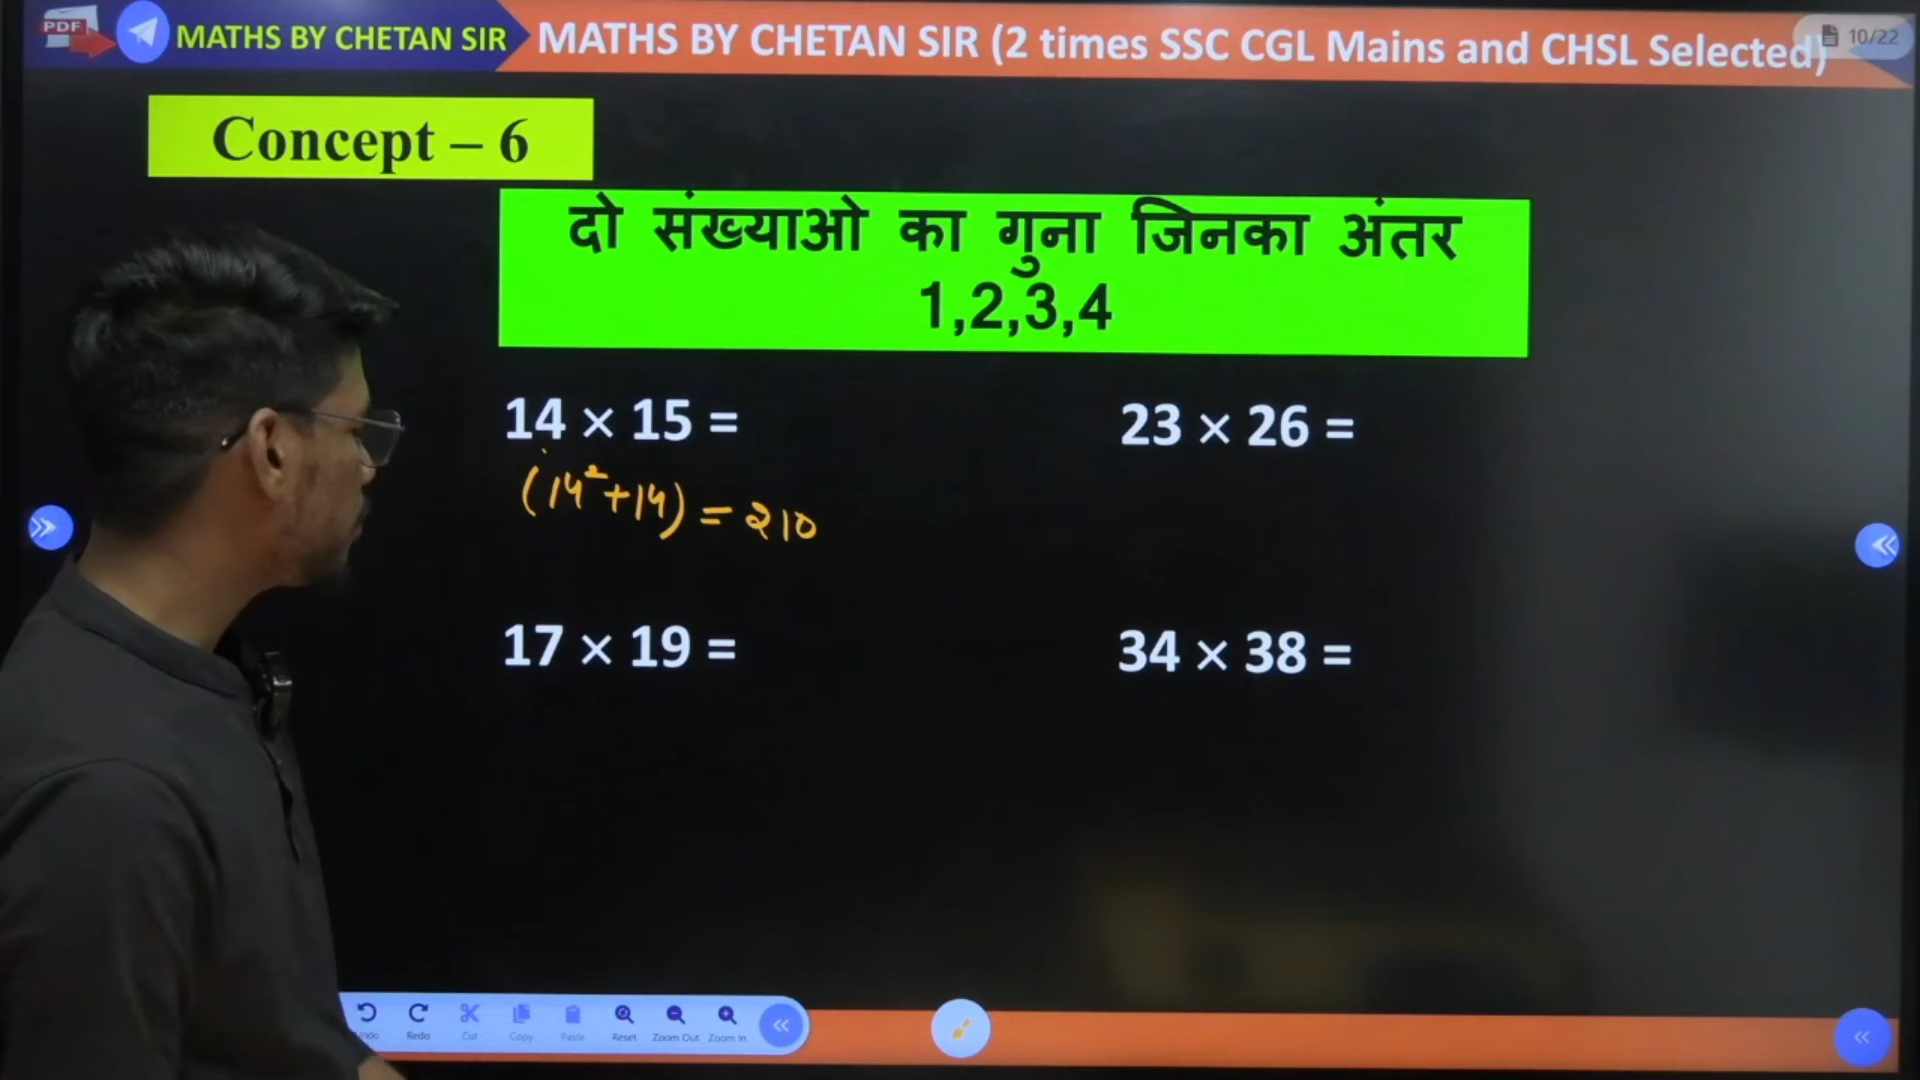 PDF
MATHS BY CHETAN SIR
MATHS BY CHETAN SIR (2 times SSC CGL Mains and CHSL Selected)
10/22
Concept – 6
दो संख्याओ का गुना जिनका अंतर
1,2,3,4
14 × 15 =
23 × 26 =
(14²+14) = 210
17 × 19 =
34 × 38 =
Redo
Cut
Copy
Paste
Reset
Zoom Out
Zoom In